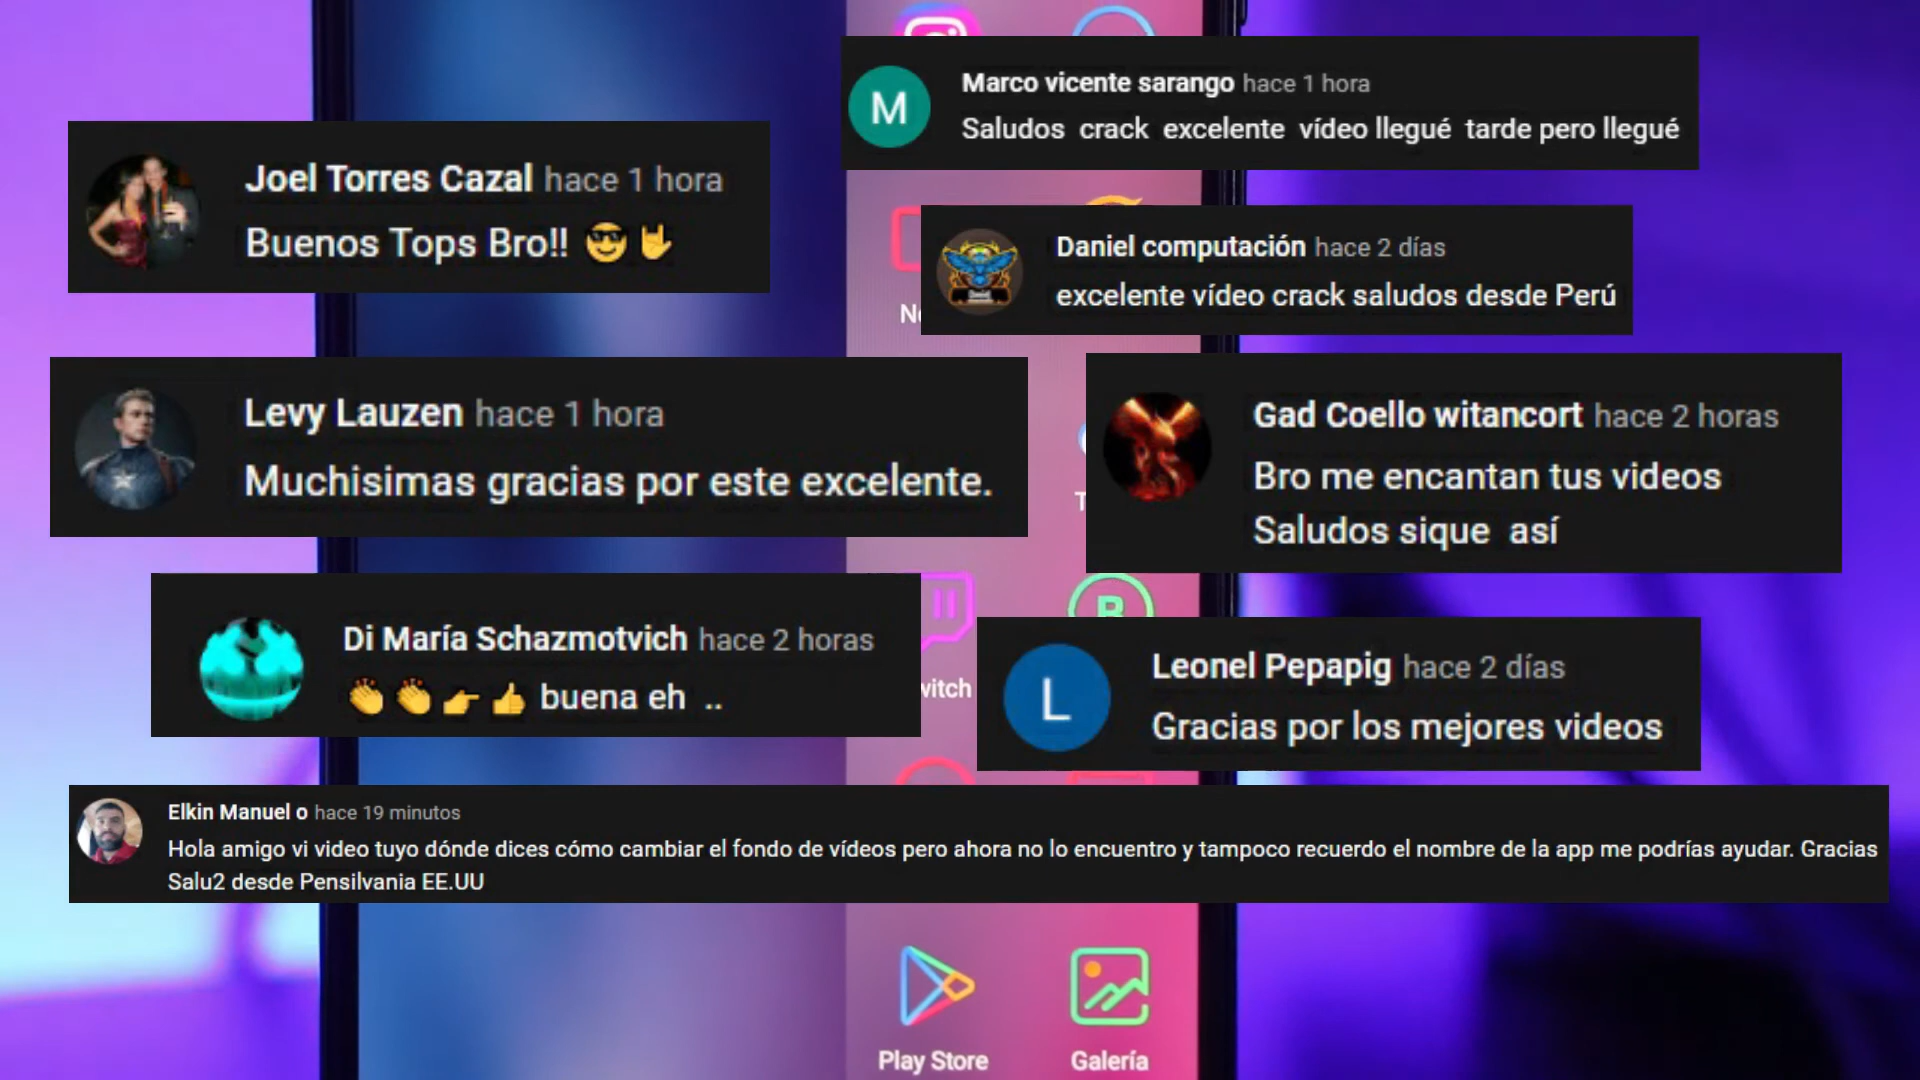 Marco vicente sarango hace 1 hora
Saludos crack excelente vídeo llegué tarde pero llegué
M
Joel Torres Cazal hace 1 hora
Buenos Tops Bro!! 😎 🤟
Daniel computación hace 2 días
excelente vídeo crack saludos desde Perú
Levy Lauzen hace 1 hora
Muchisimas gracias por este excelente.
Gad Coello witancort hace 2 horas
Bro me encantan tus videos
Saludos sique así
Di María Schazmotvich hace 2 horas
👏 👏 👉 👍 buena eh ..
L
Leonel Pepapig hace 2 días
Gracias por los mejores videos
Elkin Manuel o hace 19 minutos
Hola amigo vi video tuyo dónde dices cómo cambiar el fondo de vídeos pero ahora no lo encuentro y tampoco recuerdo el nombre de la app me podrías ayudar. Gracias
Salu2 desde Pensilvania EE.UU
Play Store
Galería